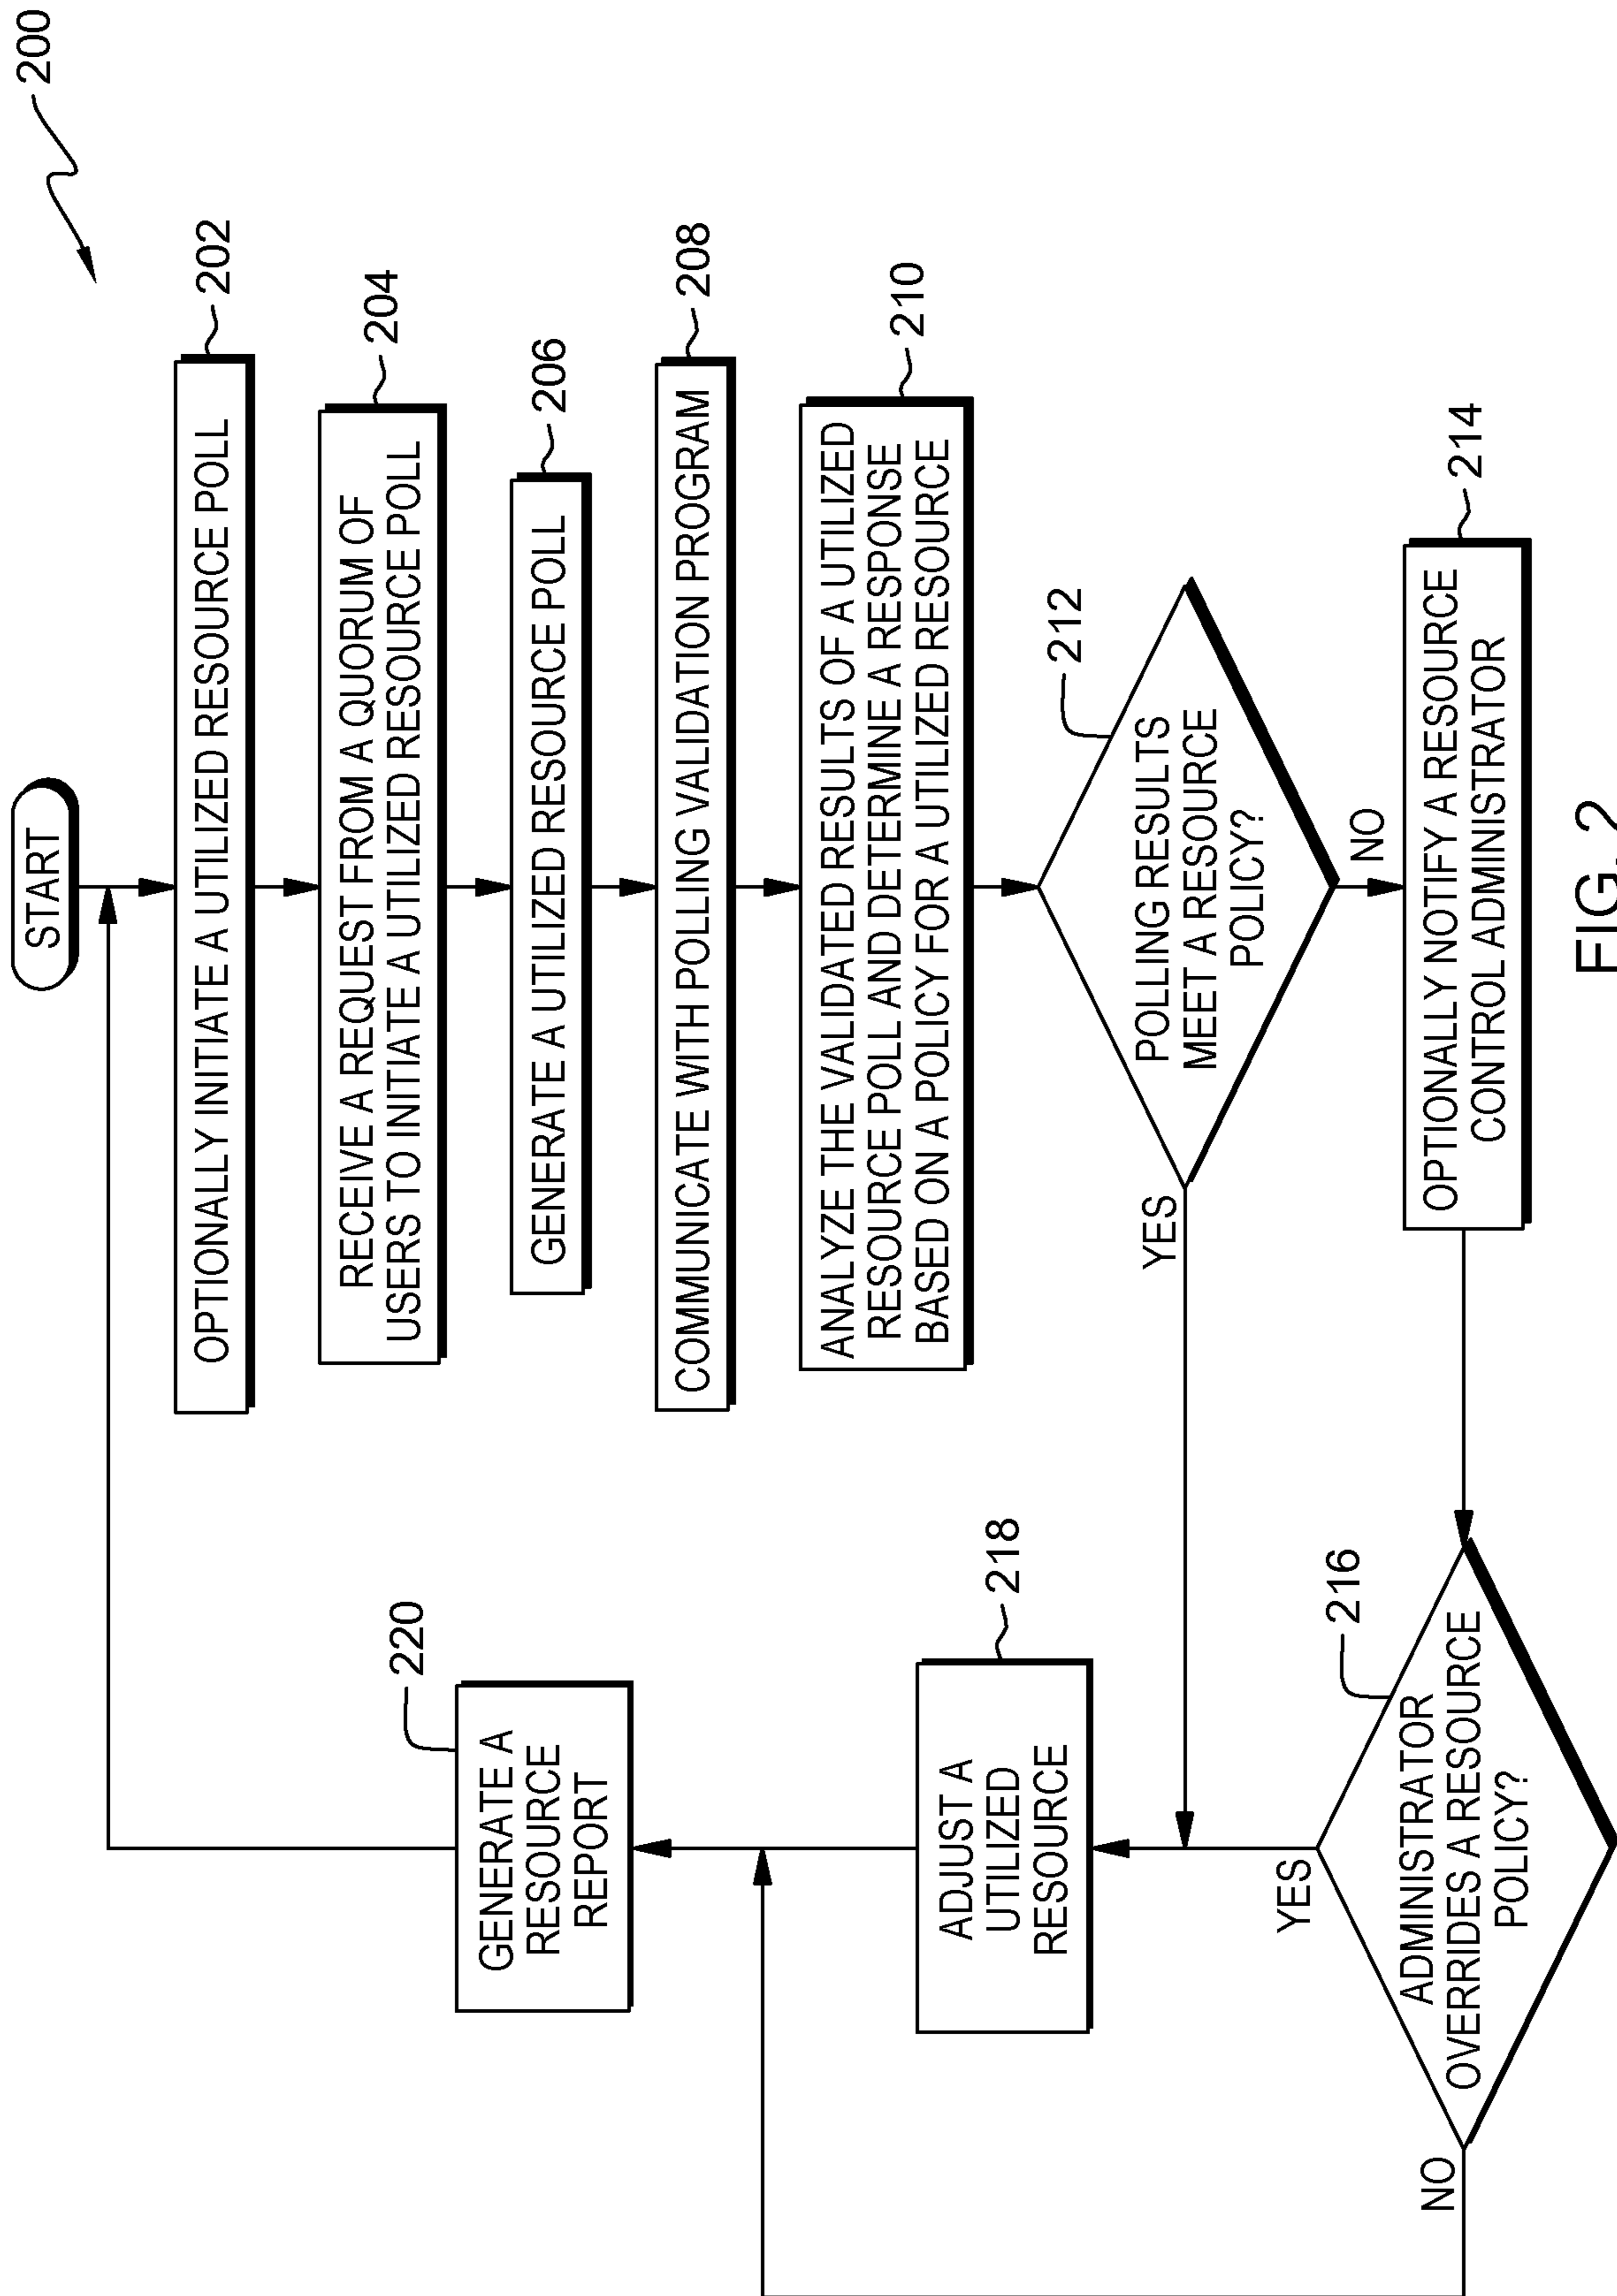 200
START
OPTIONALLY INITIATE A UTILIZED RESOURCE POLL
202
RECEIVE A REQUEST FROM A QUORUM OF
USERS TO INITIATE A UTILIZED RESOURCE POLL
204
GENERATE A UTILIZED RESOURCE POLL
206
COMMUNICATE WITH POLLING VALIDATION PROGRAM
208
ANALYZE THE VALIDATED RESULTS OF A UTILIZED
RESOURCE POLL AND DETERMINE A RESPONSE
BASED ON A POLICY FOR A UTILIZED RESOURCE
210
POLLING RESULTS
MEET A RESOURCE
POLICY?
212
YES
NO
OPTIONALLY NOTIFY A RESOURCE
CONTROL ADMINISTRATOR
214
ADMINISTRATOR
OVERRIDES A RESOURCE
POLICY?
216
YES
NO
ADJUST A
UTILIZED
RESOURCE
218
GENERATE A
RESOURCE
REPORT
220
FIG. 2